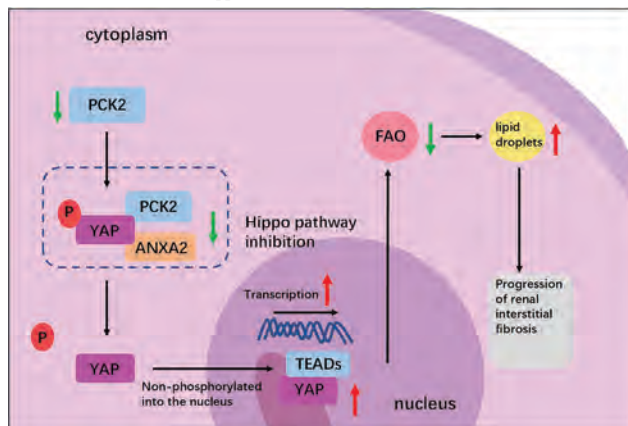 cytoplasm
PCK2
P
YAP
PCK2
ANXA2
Hippo pathway
inhibition
P
YAP
Non-phosphorylated
into the nucleus
Transcription
TEADs
YAP
nucleus
FAO
lipid
droplets
Progression
of renal
interstitial
fibrosis